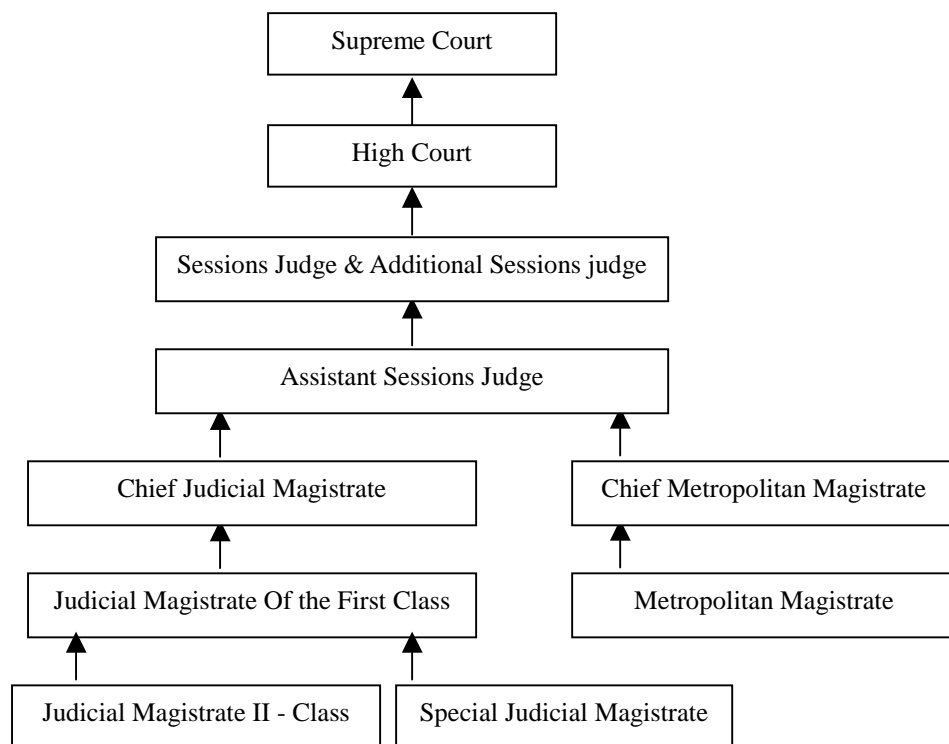 Supreme Court
High Court
Sessions Judge & Additional Sessions judge
Assistant Sessions Judge
Chief Judicial Magistrate
Chief Metropolitan Magistrate
Judicial Magistrate Of the First Class
Metropolitan Magistrate
Judicial Magistrate II - Class
Special Judicial Magistrate